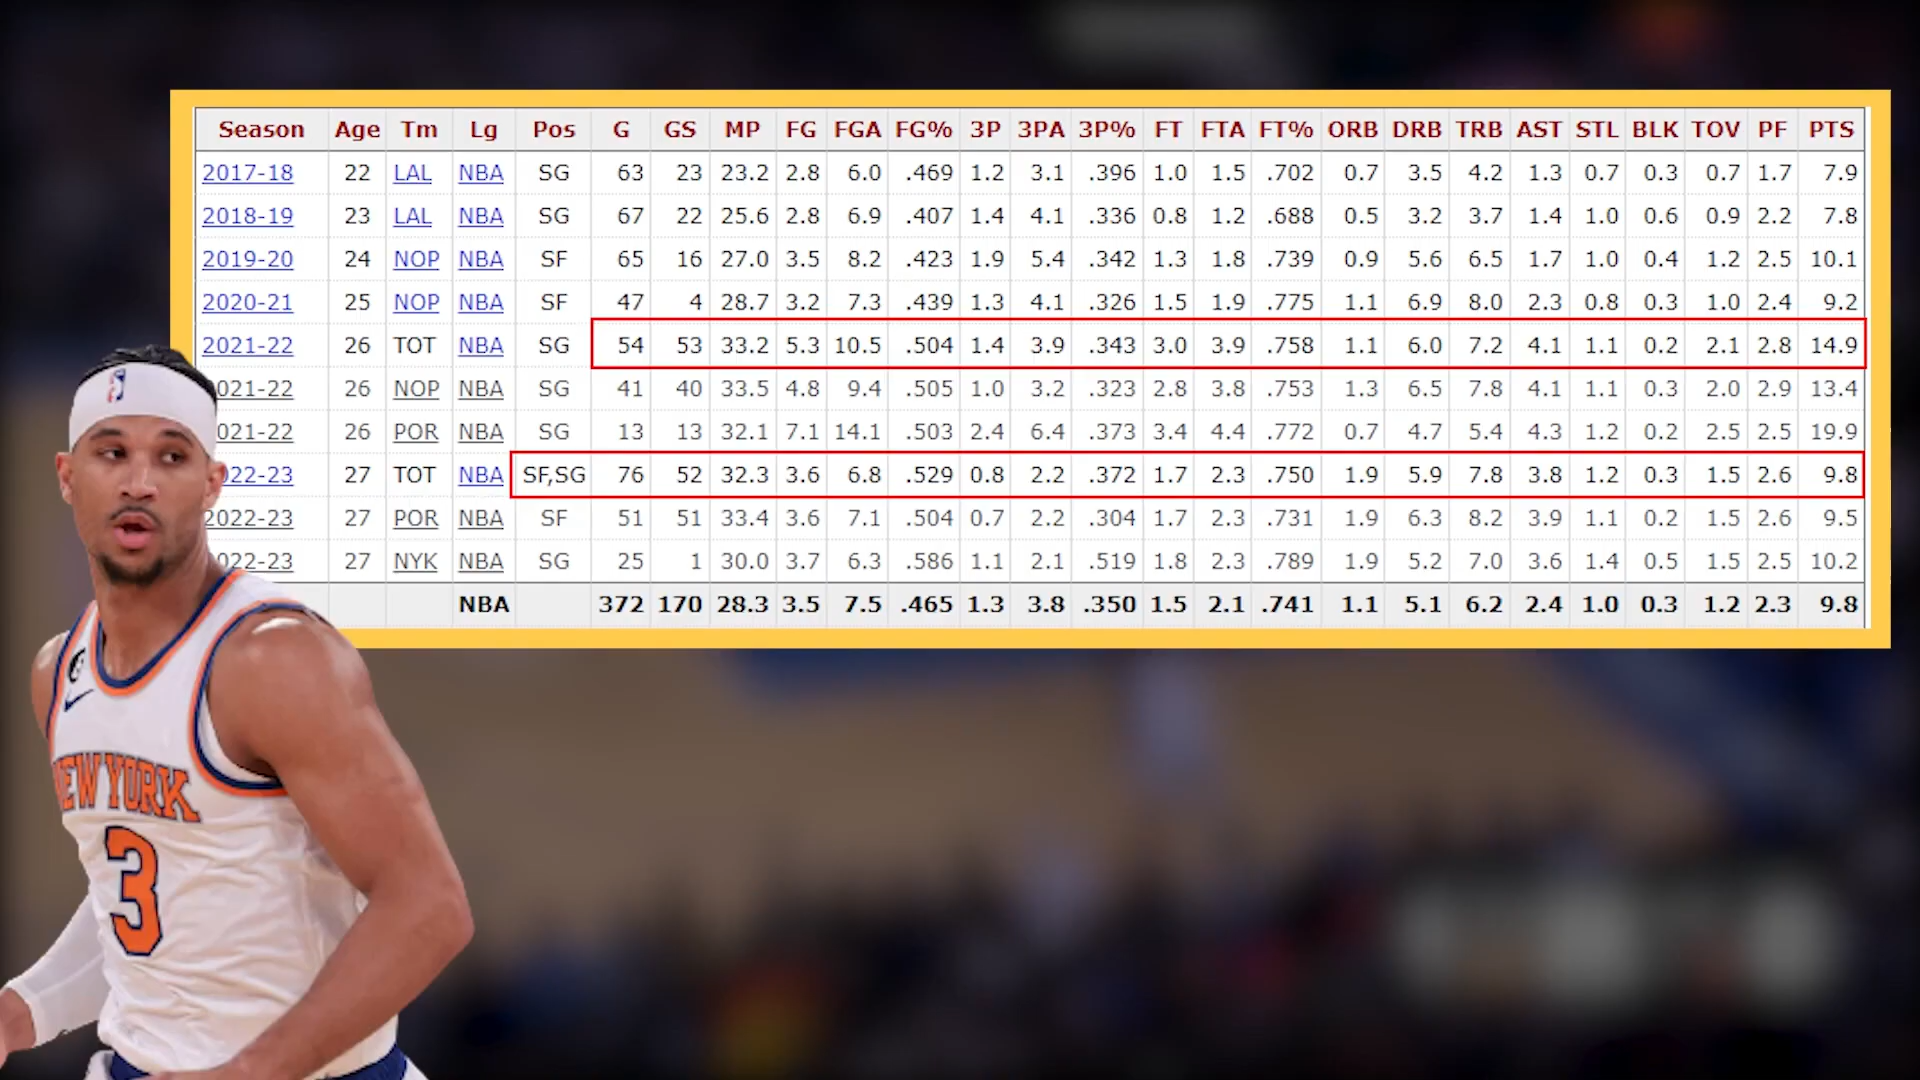 Season Age Tm Lg Pos G GS MP FG FGA FG% 3P 3PA 3P% FT FTA FT% ORB DRB TRB AST STL BLK TOV PF PTS
2017-18 22 LAL NBA SG 63 23 23.2 2.8 6.0 .469 1.2 3.1 .396 1.0 1.5 .702 0.7 3.5 4.2 1.3 0.7 0.3 0.7 1.7 7.9
2018-19 23 LAL NBA SG 67 22 25.6 2.8 6.9 .407 1.4 4.1 .336 0.8 1.2 .688 0.5 3.2 3.7 1.4 1.0 0.6 0.9 2.2 7.8
2019-20 24 NOP NBA SF 65 16 27.0 3.5 8.2 .423 1.9 5.4 .342 1.3 1.8 .739 0.9 5.6 6.5 1.7 1.0 0.4 1.2 2.5 10.1
2020-21 25 NOP NBA SF 47 4 28.7 3.2 7.3 .439 1.3 4.1 .326 1.5 1.9 .775 1.1 6.9 8.0 2.3 0.8 0.3 1.0 2.4 9.2
2021-22 26 TOT NBA SG 54 53 33.2 5.3 10.5 .504 1.4 3.9 .343 3.0 3.9 .758 1.1 6.0 7.2 4.1 1.1 0.2 2.1 2.8 14.9
021-22 26 NOP NBA SG 41 40 33.5 4.8 9.4 .505 1.0 3.2 .323 2.8 3.8 .753 1.3 6.5 7.8 4.1 1.1 0.3 2.0 2.9 13.4
021-22 26 POR NBA SG 13 13 32.1 7.1 14.1 .503 2.4 6.4 .373 3.4 4.4 .772 0.7 4.7 5.4 4.3 1.2 0.2 2.5 2.5 19.9
022-23 27 TOT NBA SF,SG 76 52 32.3 3.6 6.8 .529 0.8 2.2 .372 1.7 2.3 .750 1.9 5.9 7.8 3.8 1.2 0.3 1.5 2.6 9.8
2022-23 27 POR NBA SF 51 51 33.4 3.6 7.1 .504 0.7 2.2 .304 1.7 2.3 .731 1.9 6.3 8.2 3.9 1.1 0.2 1.5 2.6 9.5
022-23 27 NYK NBA SG 25 1 30.0 3.7 6.3 .586 1.1 2.1 .519 1.8 2.3 .789 1.9 5.2 7.0 3.6 1.4 0.5 1.5 2.5 10.2
NBA 372 170 28.3 3.5 7.5 .465 1.3 3.8 .350 1.5 2.1 .741 1.1 5.1 6.2 2.4 1.0 0.3 1.2 2.3 9.8
NEW YORK
3